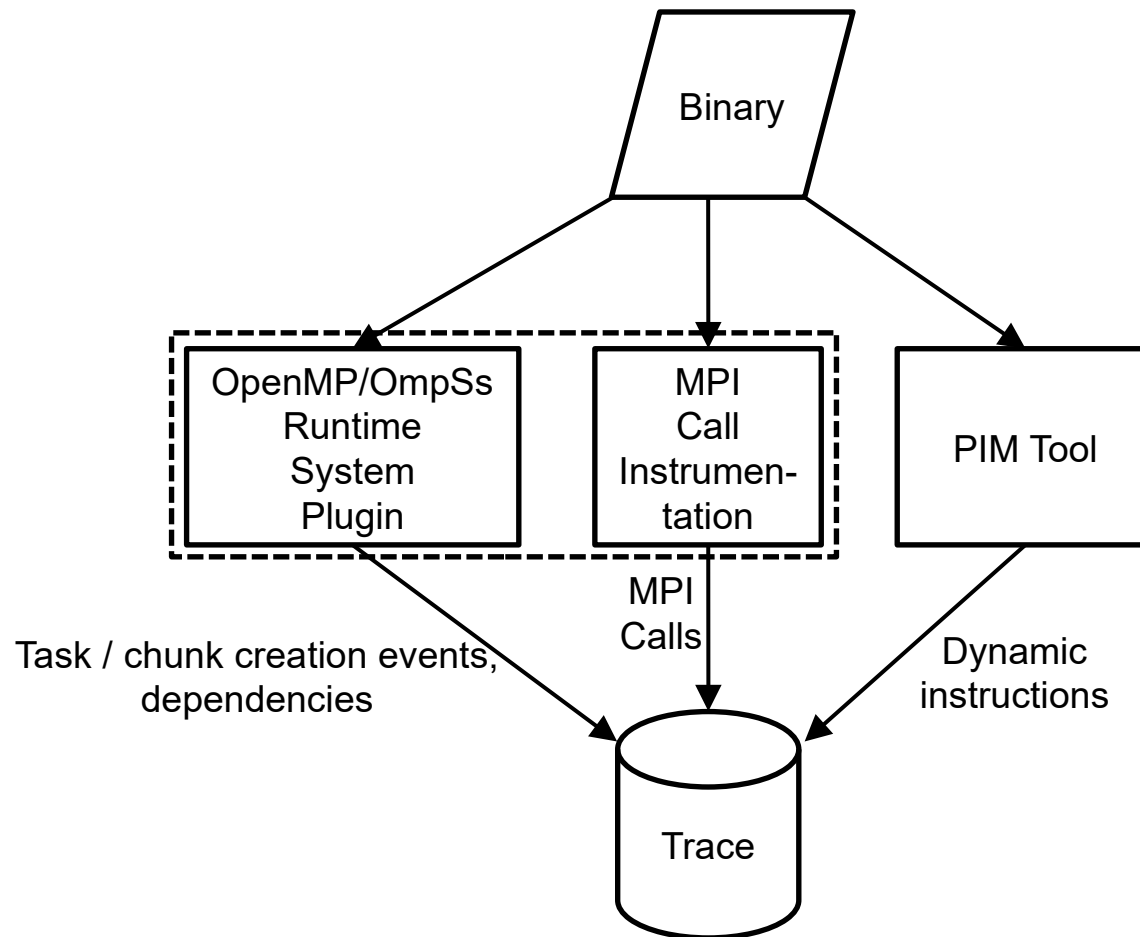 Binary
OpenMP/OmpSs
Runtime
System
Plugin
MPI
Call
Instrumen-
tation
PIM Tool
MPI
Calls
Task / chunk creation events,
dependencies
Dynamic
instructions
Trace